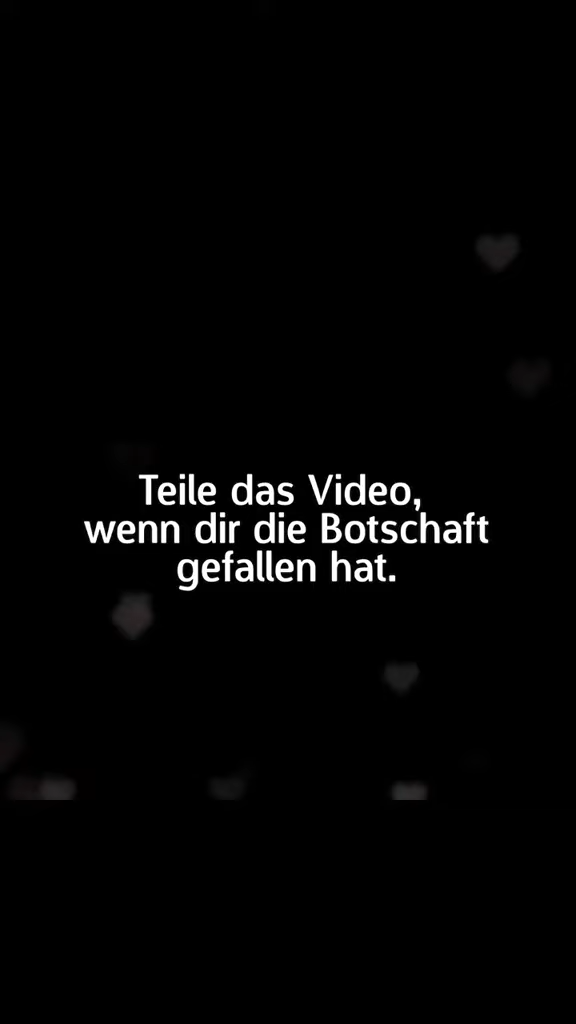 Teile das Video,
wenn dir die Botschaft
gefallen hat.